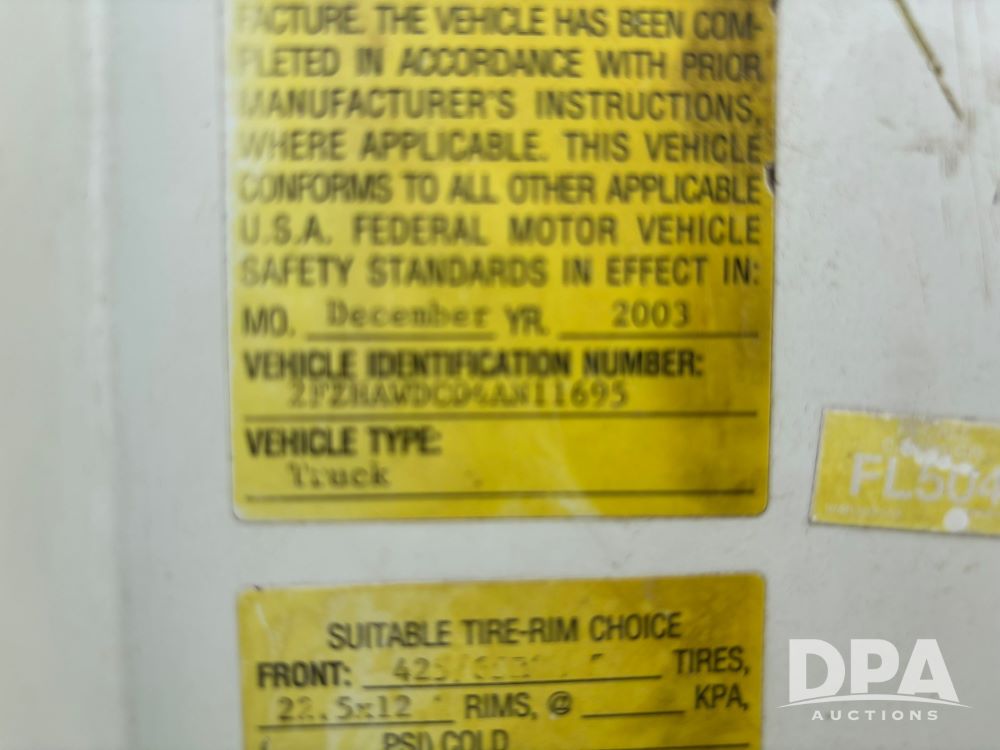 FACTURE. THE VEHICLE HAS BEEN COM-
PLETED IN ACCORDANCE WITH PRIOR
MANUFACTURER'S INSTRUCTIONS,
WHERE APPLICABLE. THIS VEHICLE
CONFORMS TO ALL OTHER APPLICABLE
U.S.A. FEDERAL MOTOR VEHICLE
SAFETY STANDARDS IN EFFECT IN:
MO. December YR. 2003
VEHICLE IDENTIFICATION NUMBER:
2FZHAWDC04AN11695
VEHICLE TYPE:
Truck
FL504
SUITABLE TIRE-RIM CHOICE
FRONT: TIRES,
22.5x12 RIMS, @ KPA,
( PSI) COLD
DPA
AUCTIONS